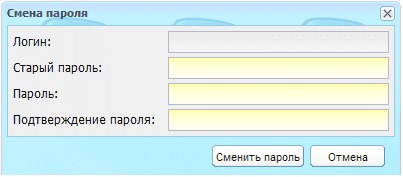 Смена пароля
Логин:
Старый пароль:
Пароль:
Подтверждение пароля:
Сменить пароль Отмена